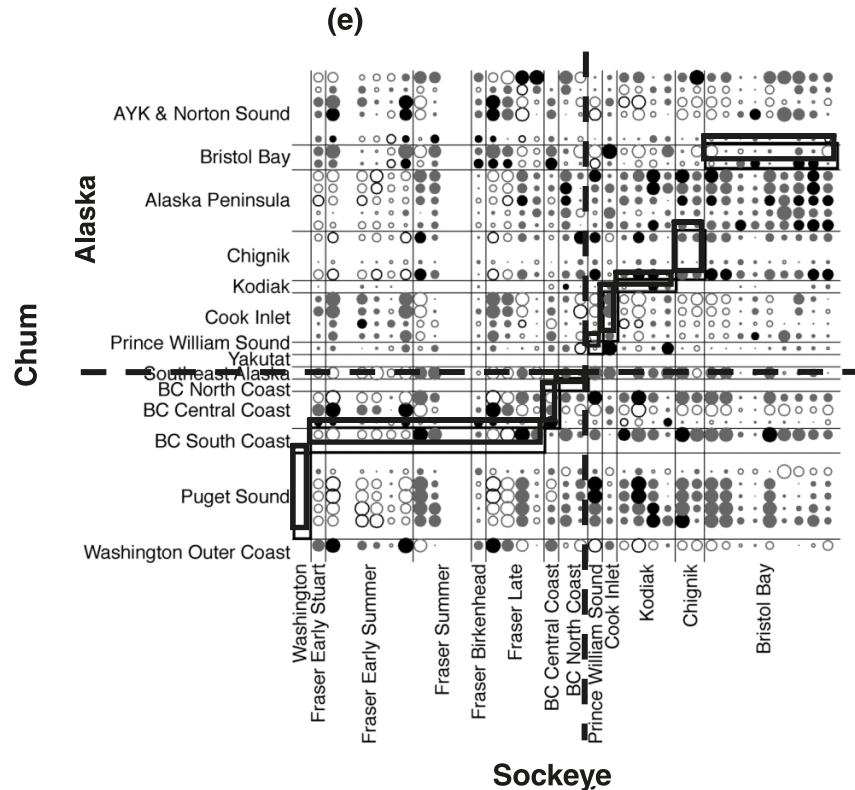 (e)
AYK & Norton Sound
Bristol Bay
Alaska Peninsula
Chignik
Kodiak
Cook Inlet
Prince William Sound
Yakutat
Southeast Alaska
BC North Coast
BC Central Coast
BC South Coast
Puget Sound
Washington Outer Coast
Alaska
Chum
Washington
Fraser Early Stuart
Fraser Early Summer
Fraser Summer
Fraser Birkenhead
Fraser Late
BC Central Coast
BC North Coast
Prince William Sound
Cook Inlet
Kodiak
Chignik
Bristol Bay
Sockeye